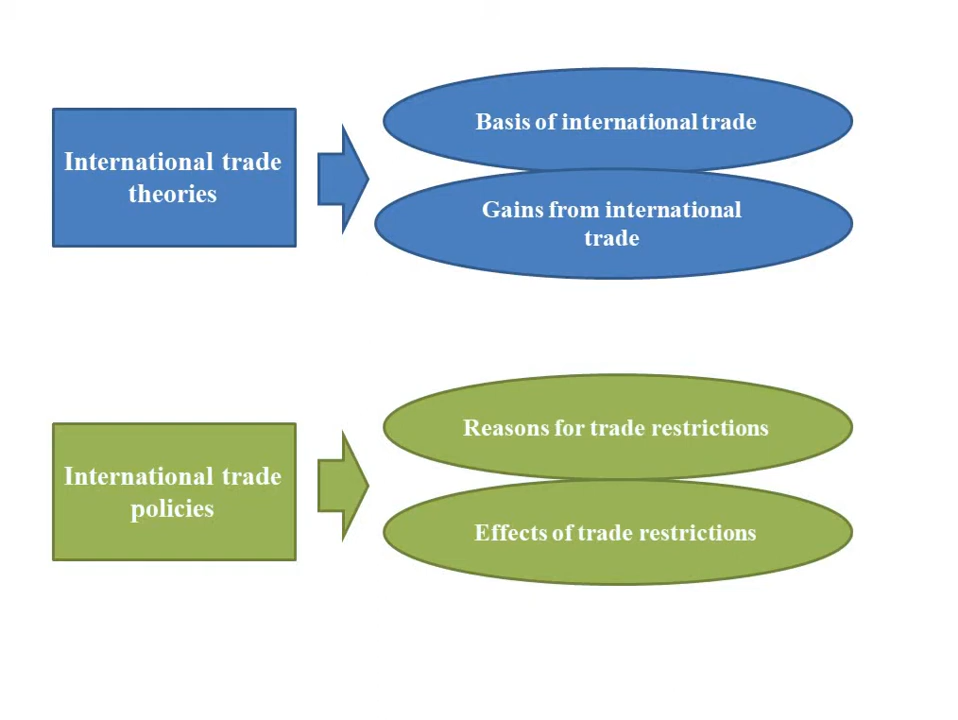 International trade
theories
Basis of international trade
Gains from international
trade
International trade
policies
Reasons for trade restrictions
Effects of trade restrictions